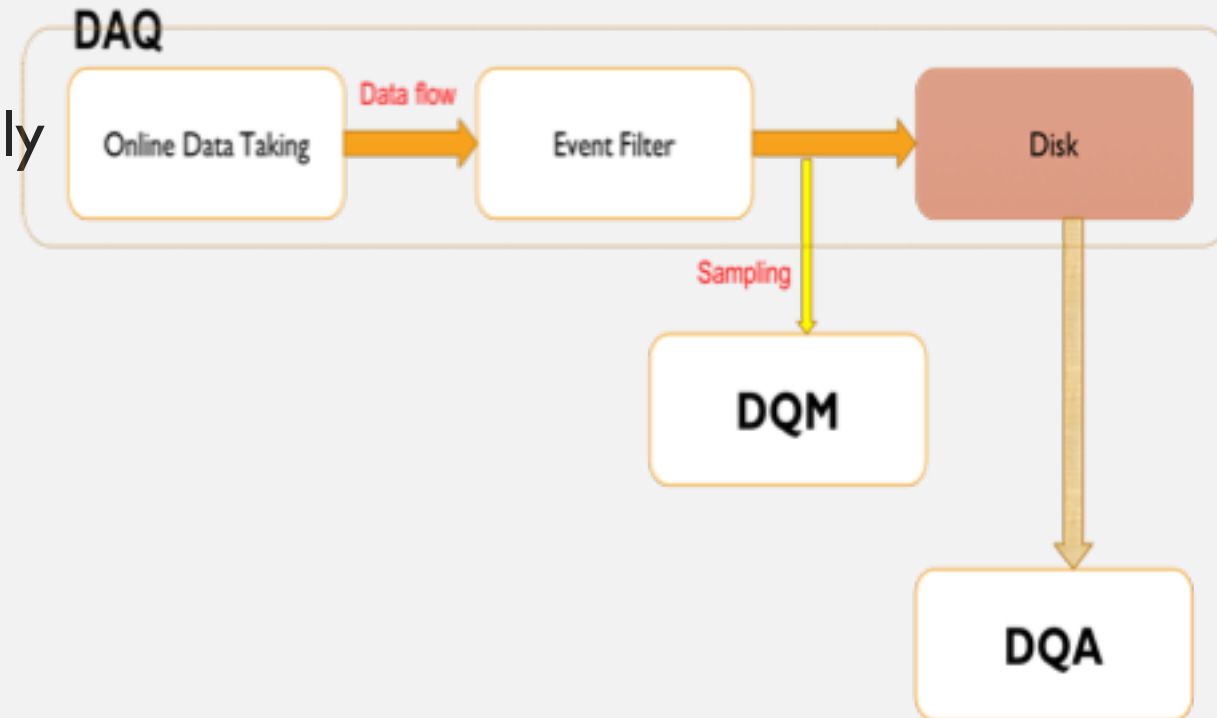 DAQ
ly
Online Data Taking
Data flow
Event Filter
Disk
Sampling
DQM
DQA